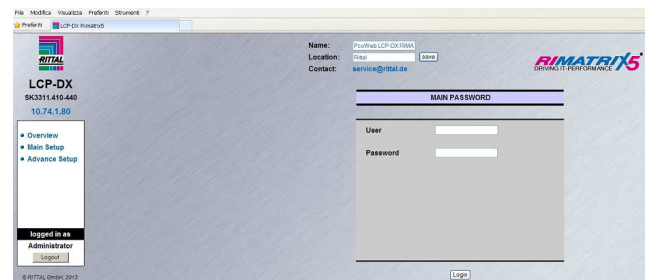 File Modifica Visualizza Preferiti Strumenti ?
Preferiti LCP-DX Rimatrix5
RITTAL
LCP-DX
SK3311.410-440
10.74.1.80
Overview
Main Setup
Advance Setup
logged in as
Administrator
Logout
© RITTAL GmbH, 2012
Name: PcoWeb LCP-DX RIMA
Location: Rittal save
Contact: service@rittal.de
RIMATRIX5
DRIVING IT-PERFORMANCE
MAIN PASSWORD
User
Password
Login